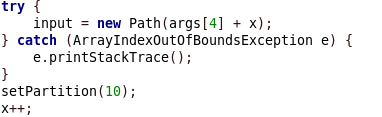 try {
    input = new Path(args[4] + x);
} catch (ArrayIndexOutOfBoundsException e) {
    e.printStackTrace();
}
setPartition(10);
x++;